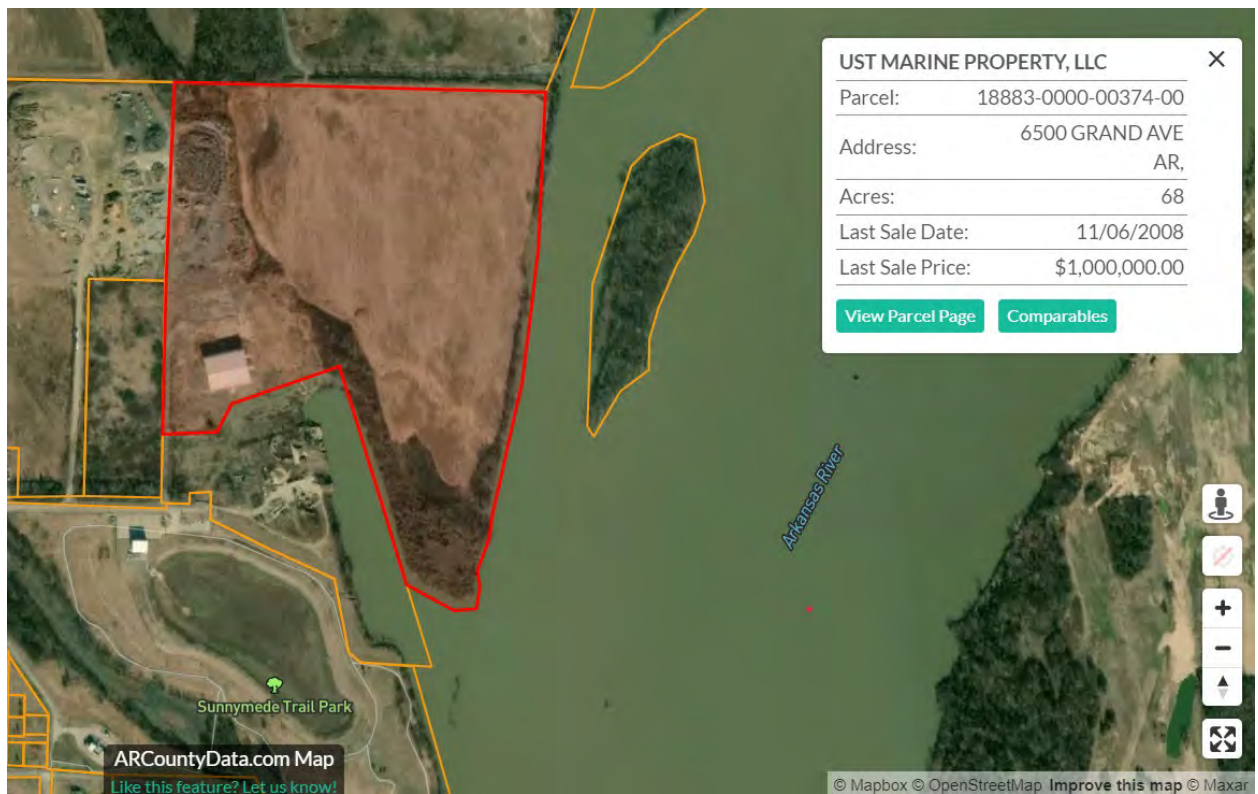 UST MARINE PROPERTY, LLC
Parcel: 18883-0000-00374-00
Address: 6500 GRAND AVE
AR,
Acres: 68
Last Sale Date: 11/06/2008
Last Sale Price: $1,000,000.00
View Parcel Page Comparables
Arkansas River
Sunnymede Trail Park
ARCountyData.com Map
Like this feature? Let us know!
© Mapbox © OpenStreetMap Improve this map © Maxar